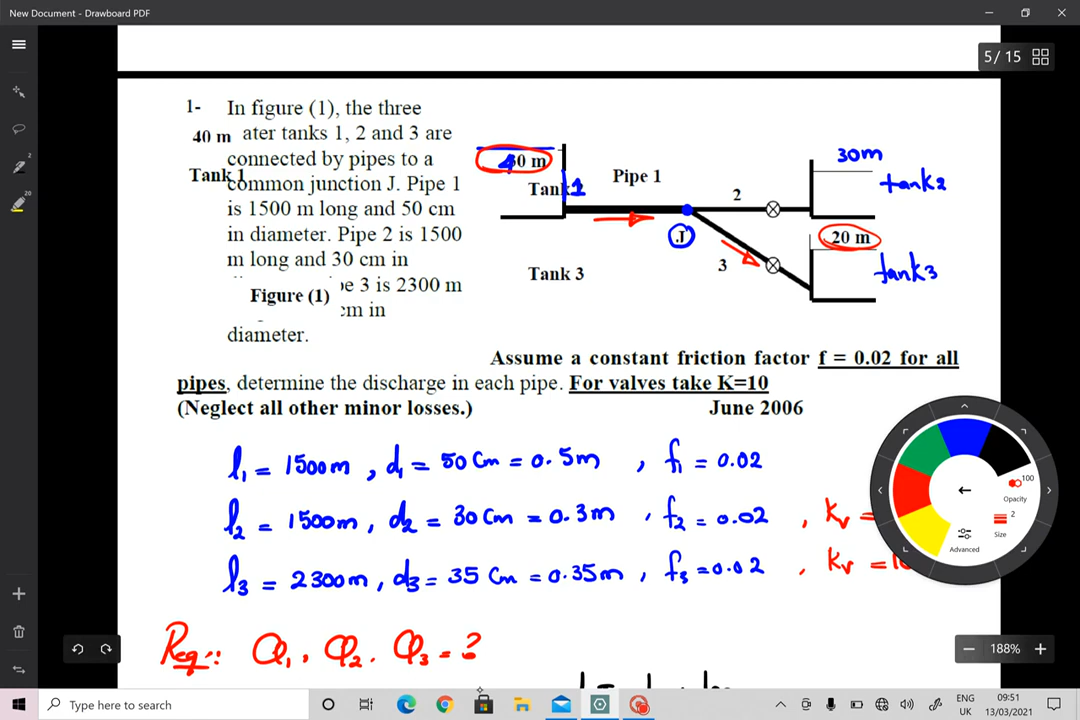 New Document - Drawboard PDF
5 / 15
1- In figure (1), the three
40 m ater tanks 1, 2 and 3 are
connected by pipes to a
Tank 1 common junction J. Pipe 1
is 1500 m long and 50 cm
in diameter. Pipe 2 is 1500
m long and 30 cm in
pe 3 is 2300 m
Figure (1)
cm in
diameter.
40 m
Tank 1
Pipe 1
2
30m
tank2
J
20 m
3
tank3
Tank 3
Assume a constant friction factor f = 0.02 for all
pipes, determine the discharge in each pipe. For valves take K=10
(Neglect all other minor losses.) June 2006
l1 = 1500m , d1 = 50 Cm = 0.5m , f1 = 0.02
l2 = 1500m , d2 = 30 Cm = 0.3m , f2 = 0.02 , Kv =
l3 = 2300m , d3 = 35 Cm = 0.35m , f3 = 0.02 , Kv = 10
Req:: Q1 , Q2 , Q3 = ?
100
Opacity
2
Size
Advanced
188%
Type here to search
ENG
UK
09:51
13/03/2021